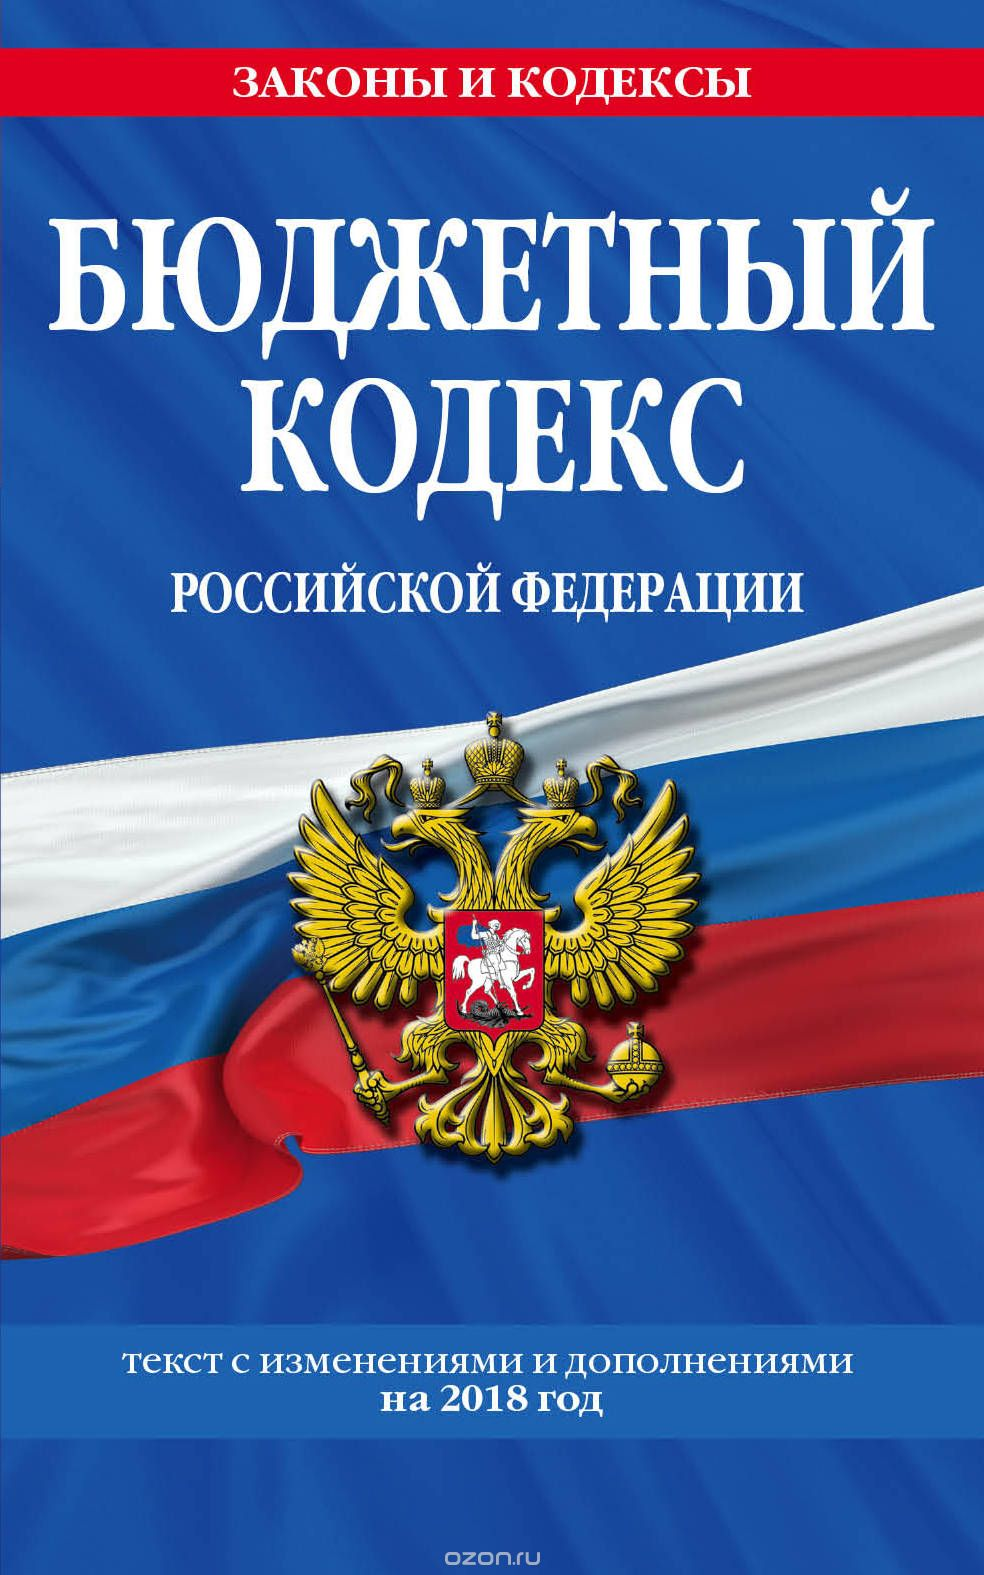 ЗАКОНЫ И КОДЕКСЫ
БЮДЖЕТНЫЙ
КОДЕКС
РОССИЙСКОЙ ФЕДЕРАЦИИ
текст с изменениями и дополнениями
на 2018 год
ozon.ru